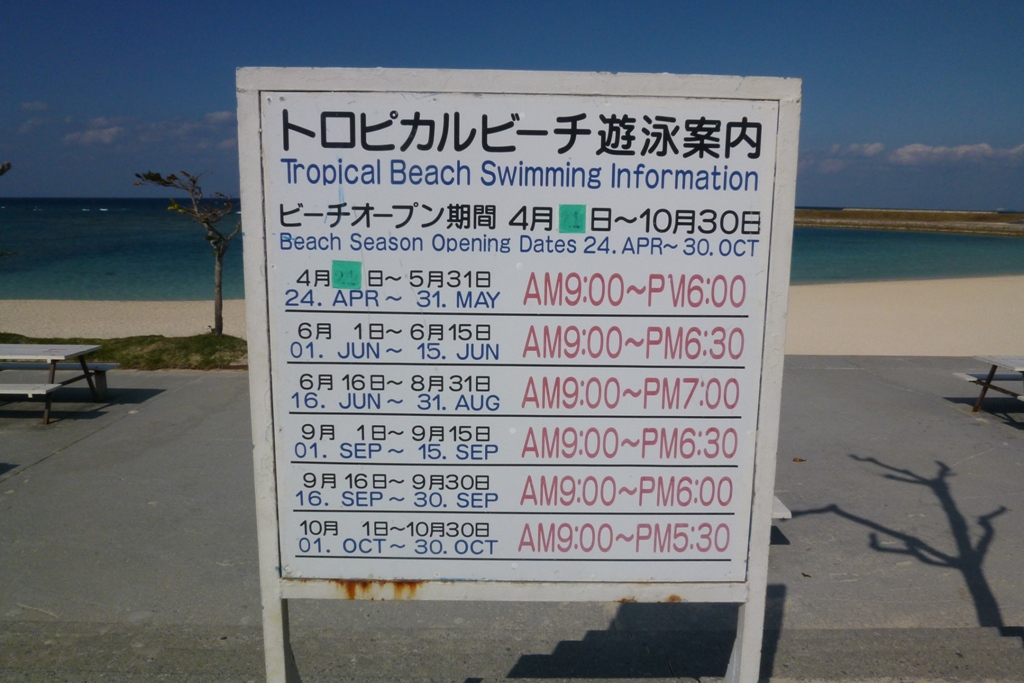 トロピカルビーチ遊泳案内
Tropical Beach Swimming Information
ビーチオープン期間 4月 日~10月30日
Beach Season Opening Dates 24. APR~ 30. OCT
4月 日~ 5月31日 AM9:00~PM6:00
24. APR~ 31. MAY
6月 1日~ 6月15日 AM9:00~PM6:30
01. JUN~ 15. JUN
6月16日~ 8月31日 AM9:00~PM7:00
16. JUN~ 31. AUG
9月 1日~ 9月15日 AM9:00~PM6:30
01. SEP~ 15. SEP
9月16日~ 9月30日 AM9:00~PM6:00
16. SEP~ 30. SEP
10月 1日~10月30日 AM9:00~PM5:30
01. OCT~ 30. OCT